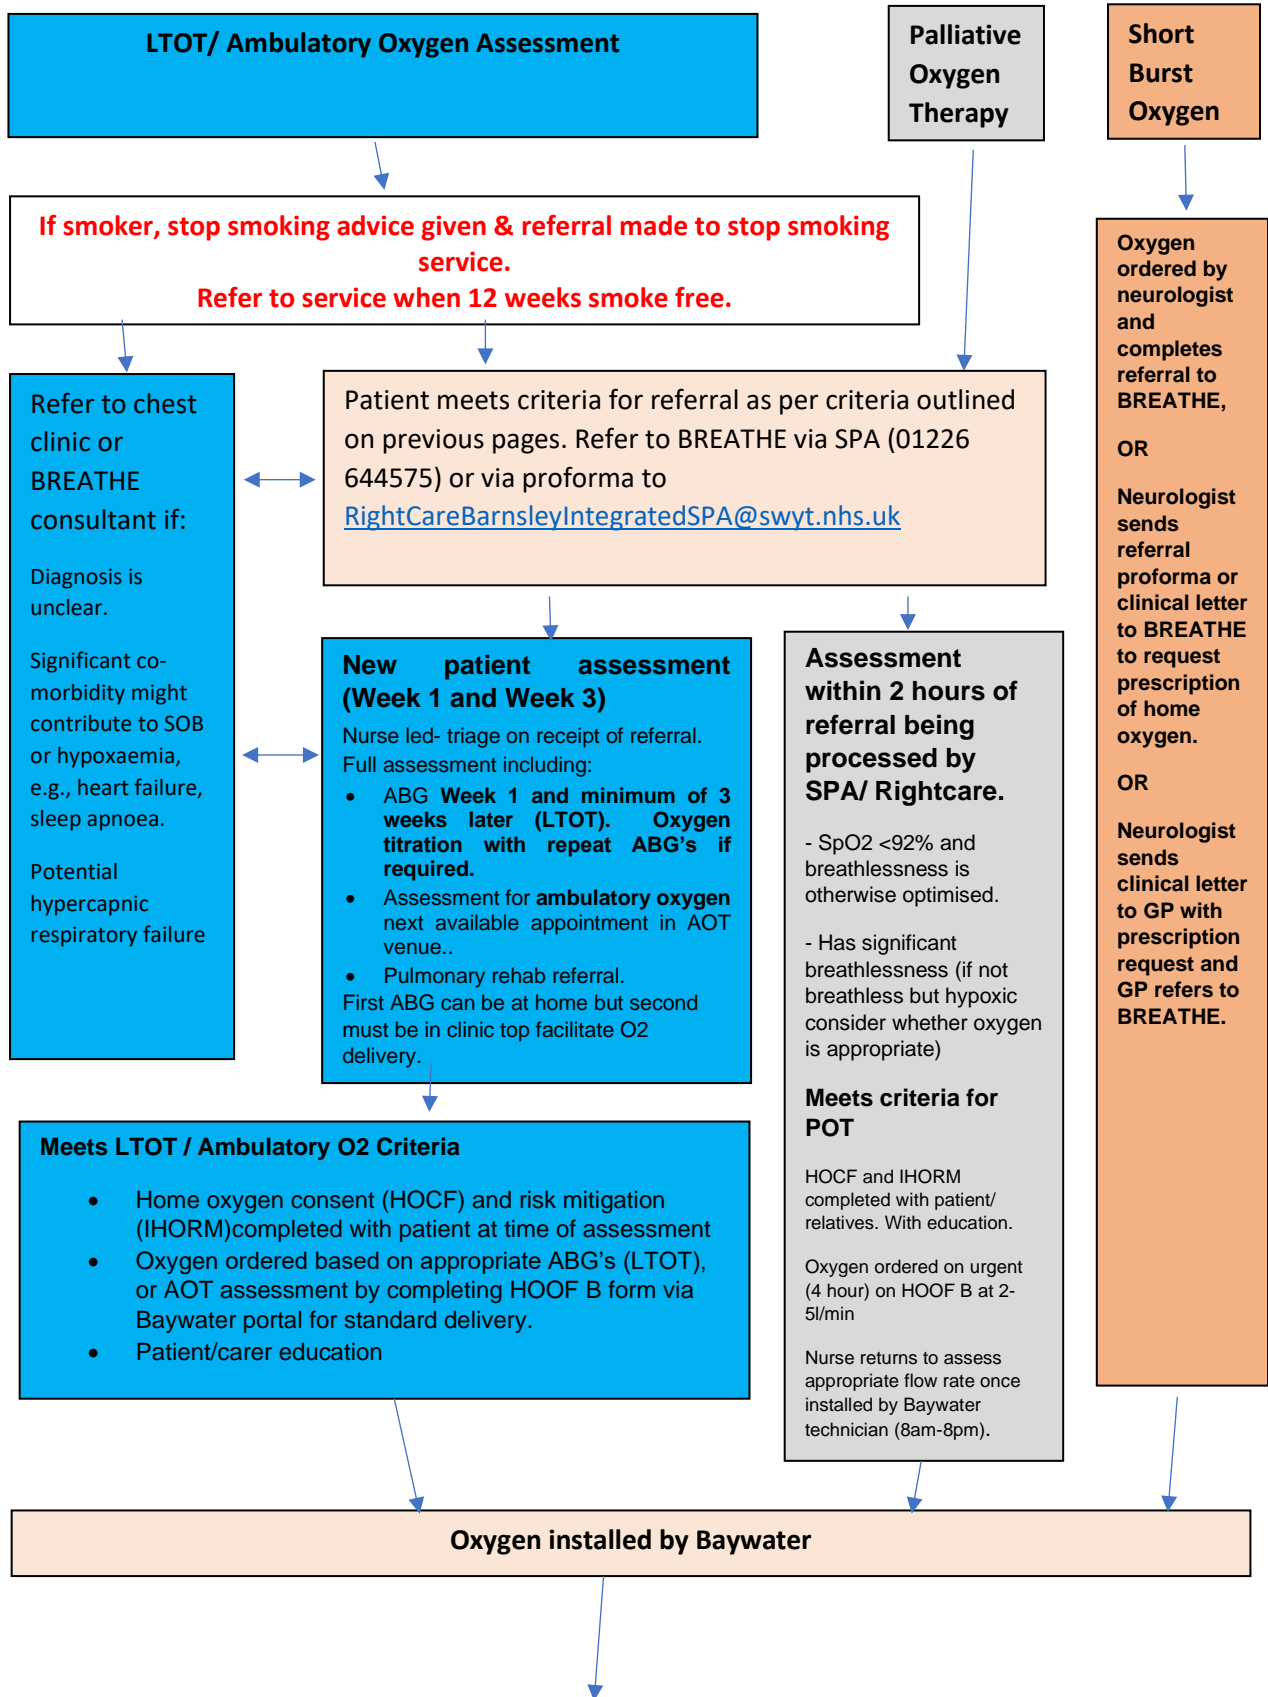 LTOT/ Ambulatory Oxygen Assessment
Palliative
Oxygen
Therapy
Short
Burst
Oxygen
If smoker, stop smoking advice given & referral made to stop smoking
service.
Refer to service when 12 weeks smoke free.
Refer to chest
clinic or
BREATHE
consultant if:
Diagnosis is
unclear.
Significant co-
morbidity might
contribute to SOB
or hypoxaemia,
e.g., heart failure,
sleep apnoea.
Potential
hypercapnic
respiratory failure
Patient meets criteria for referral as per criteria outlined
on previous pages. Refer to BREATHE via SPA (01226
644575) or via proforma to
RightCareBarnsleyIntegratedSPA@swyt.nhs.uk
Oxygen
ordered by
neurologist
and
completes
referral to
BREATHE,
OR
Neurologist
sends
referral
proforma or
clinical letter
to BREATHE
to request
prescription
of home
oxygen.
OR
Neurologist
sends
clinical letter
to GP with
prescription
request and
GP refers to
BREATHE.
New patient assessment
(Week 1 and Week 3)
Nurse led- triage on receipt of referral.
Full assessment including:
• ABG Week 1 and minimum of 3
weeks later (LTOT). Oxygen
titration with repeat ABG's if
required.
• Assessment for ambulatory oxygen
next available appointment in AOT
venue..
• Pulmonary rehab referral.
First ABG can be at home but second
must be in clinic top facilitate O2
delivery.
Assessment
within 2 hours of
referral being
processed by
SPA/ Rightcare.
- SpO2 <92% and
breathlessness is
otherwise optimised.
- Has significant
breathlessness (if not
breathless but hypoxic
consider whether oxygen
is appropriate)
Meets criteria for
POT
HOCF and IHORM
completed with patient/
relatives. With education.
Oxygen ordered on urgent
(4 hour) on HOOF B at 2-
5l/min
Nurse returns to assess
appropriate flow rate once
installed by Baywater
technician (8am-8pm).
Meets LTOT / Ambulatory O2 Criteria
• Home oxygen consent (HOCF) and risk mitigation
(IHORM)completed with patient at time of assessment
• Oxygen ordered based on appropriate ABG's (LTOT),
or AOT assessment by completing HOOF B form via
Baywater portal for standard delivery.
• Patient/carer education
Oxygen installed by Baywater